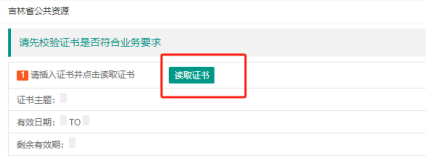 吉林省公共资源
请先校验证书是否符合业务要求
1 请插入证书并点击读取证书 读取证书
证书主题：
有效日期： TO
剩余有效期：